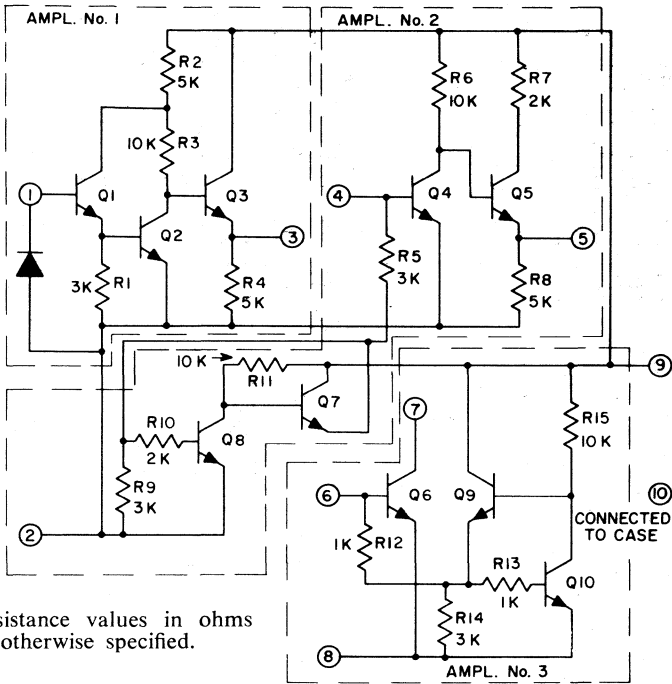 AMPL. No. 1
AMPL. No. 2
R2
5K
R6
10K
R7
2K
10K R3
1
Q1
Q2
Q3
3
4
Q4
Q5
5
3K R1
R4
5K
R5
3K
R8
5K
10K
R11
9
Q7
7
R10
2K
Q8
R15
10K
R9
3K
6
Q6
Q9
10
CONNECTED
TO CASE
2
1K R12
R13
1K
Q10
R14
3K
sistance values in ohms
otherwise specified.
8
AMPL. No. 3